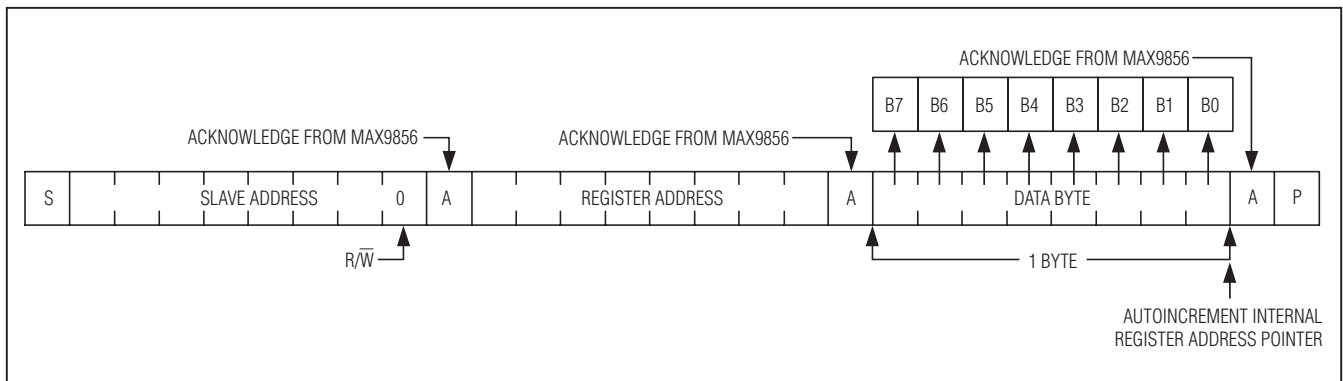 ACKNOWLEDGE FROM MAX9856
B7 B6 B5 B4 B3 B2 B1 B0
ACKNOWLEDGE FROM MAX9856
ACKNOWLEDGE FROM MAX9856
S SLAVE ADDRESS 0 A REGISTER ADDRESS A DATA BYTE A P
R/W̅
1 BYTE
AUTOINCREMENT INTERNAL
REGISTER ADDRESS POINTER